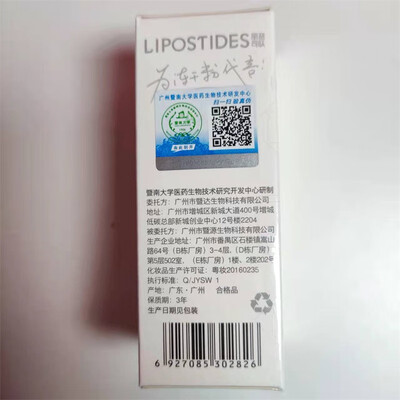 LIPOSTIDES
为冻干粉代言!
广州暨南大学医药生物技术研发中心
扫一扫 验真伪
暨南大学医药生物技术研究开发中心研制
委托方：广州市暨达生物科技有限公司
地址：广州市增城区新城大道400号增城
低碳总部新城创业中心12号楼2204
被委托方：广州市暨源生物科技有限公司
生产企业地址：广州市番禺区石楼镇嵩山
路64号（B栋厂房）3-4层，（D栋厂房）
第5层502室，（E栋厂房）1楼、2楼202号
化妆品生产许可证：粤妆20160235
执行标准：Q/JYSW 1
产地：广东·广州 合格品
保质期：3年
生产日期见包装
6 927085 302826